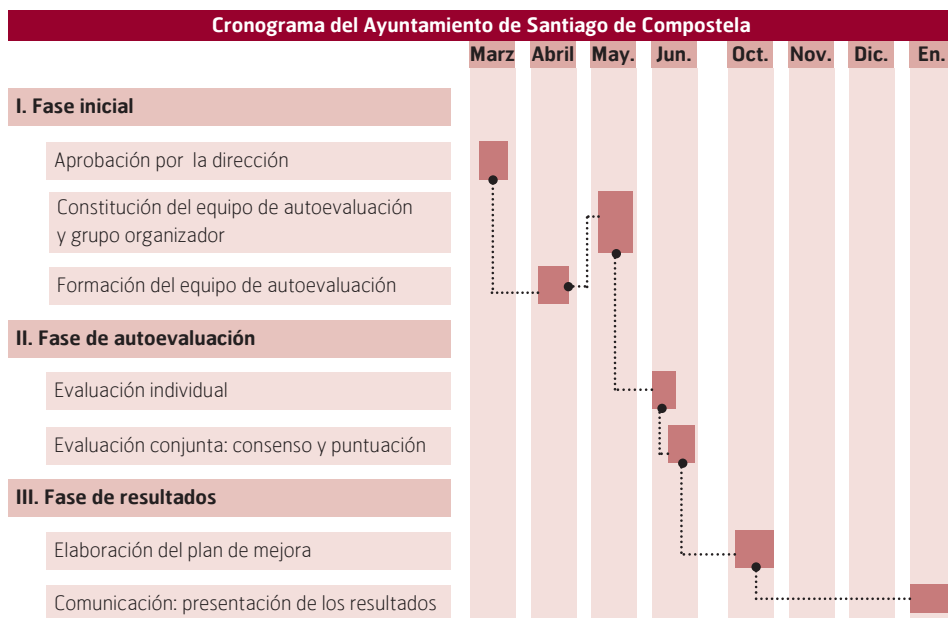 Cronograma del Ayuntamiento de Santiago de Compostela
Marz Abril May. Jun. Oct. Nov. Dic. En.
I. Fase inicial
Aprobación por la dirección
Constitución del equipo de autoevaluación
y grupo organizador
Formación del equipo de autoevaluación
II. Fase de autoevaluación
Evaluación individual
Evaluación conjunta: consenso y puntuación
III. Fase de resultados
Elaboración del plan de mejora
Comunicación: presentación de los resultados